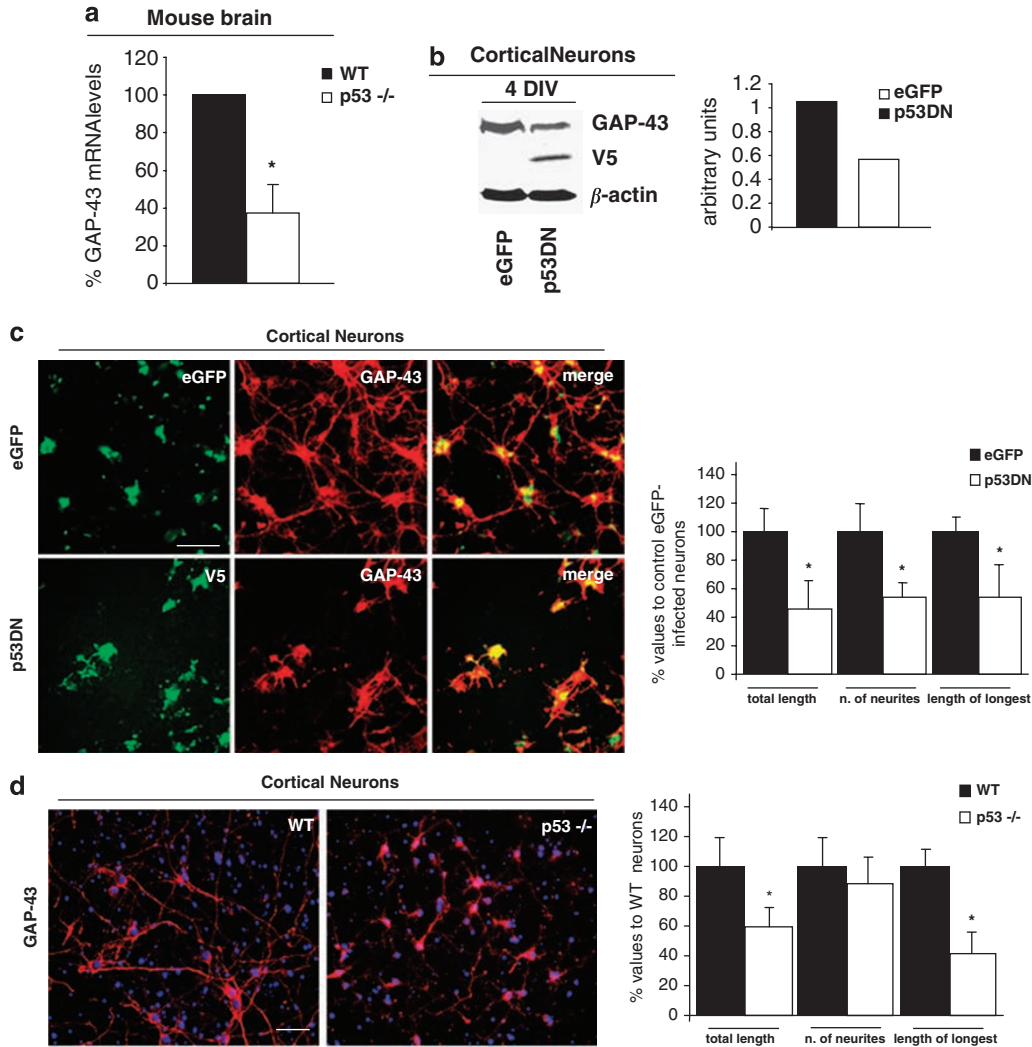 a
Mouse brain
% GAP-43 mRNAlevels
120
100
80
60
40
20
0
*
WT
p53 -/-
b
CorticalNeurons
4 DIV
GAP-43
V5
β-actin
eGFP
p53DN
arbitrary units
1.2
1
0.8
0.6
0.4
0.2
0
eGFP
p53DN
c
Cortical Neurons
eGFP
eGFP
GAP-43
merge
p53DN
V5
GAP-43
merge
% values to control eGFP-
infected neurons
140
120
100
80
60
40
20
0
eGFP
p53DN
*
*
*
total length
n. of neurites
length of longest
d
Cortical Neurons
GAP-43
WT
p53 -/-
% values to WT neurons
140
120
100
80
60
40
20
0
WT
p53 -/-
*
*
total length
n. of neurites
length of longest